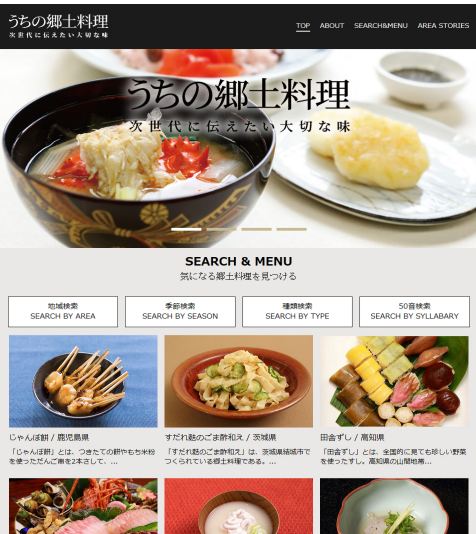 うちの郷土料理
次世代に伝えたい大切な味
TOP ABOUT SEARCH&MENU AREA STORIES
うちの郷土料理
次世代に伝えたい大切な味
SEARCH & MENU
気になる郷土料理を見つける
地域検索
SEARCH BY AREA
季節検索
SEARCH BY SEASON
種類検索
SEARCH BY TYPE
50音検索
SEARCH BY SYLLABARY
じゃんぼ餅 / 鹿児島県
「じゃんぼ餅」とは、つきたての餅やもち米粉
を使っただんご串を2本さして、...
すだれ麩のごま酢和え / 茨城県
「すだれ麩のごま酢和え」は、茨城県結城市で
つくられている郷土料理である。...
田舎ずし / 高知県
「田舎ずし」とは、全国的に見ても珍しい野菜
を使ったすし。高知県の山間地帯...